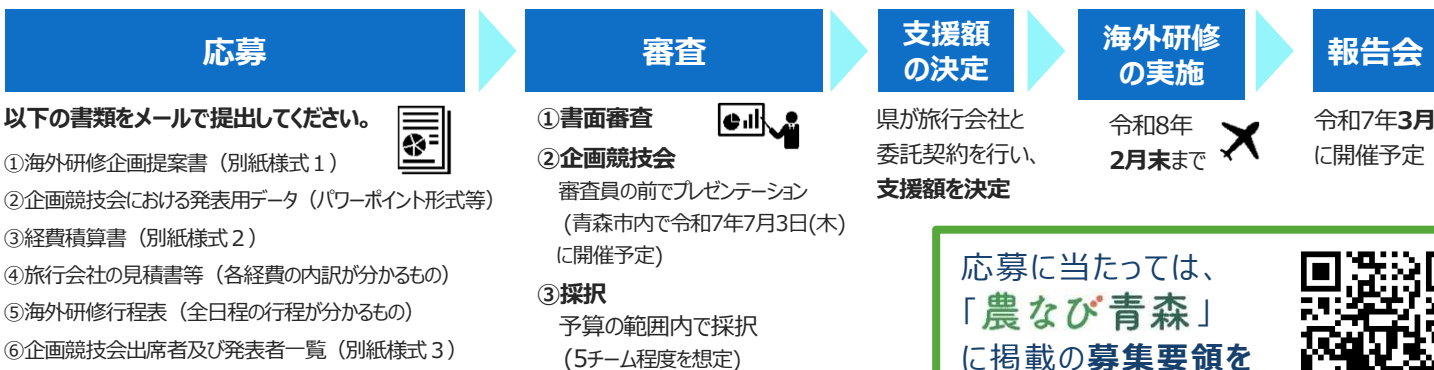 応募
以下の書類をメールで提出してください。
①海外研修企画提案書（別紙様式１）
②企画競技会における発表用データ（パワーポイント形式等）
③経費積算書（別紙様式２）
④旅行会社の見積書等（各経費の内訳が分かるもの）
⑤海外研修行程表（全日程の行程が分かるもの）
⑥企画競技会出席者及び発表者一覧（別紙様式３）
審査
①書面審査
②企画競技会
審査員の前でプレゼンテーション
(青森市内で令和7年7月3日(木)
に開催予定)
③採択
予算の範囲内で採択
(5チーム程度を想定)
支援額
の決定
県が旅行会社と
委託契約を行い、
支援額を決定
海外研修
の実施
令和8年
2月末まで
報告会
令和7年3月
に開催予定
応募に当たっては、
「農なび青森」
に掲載の募集要領を